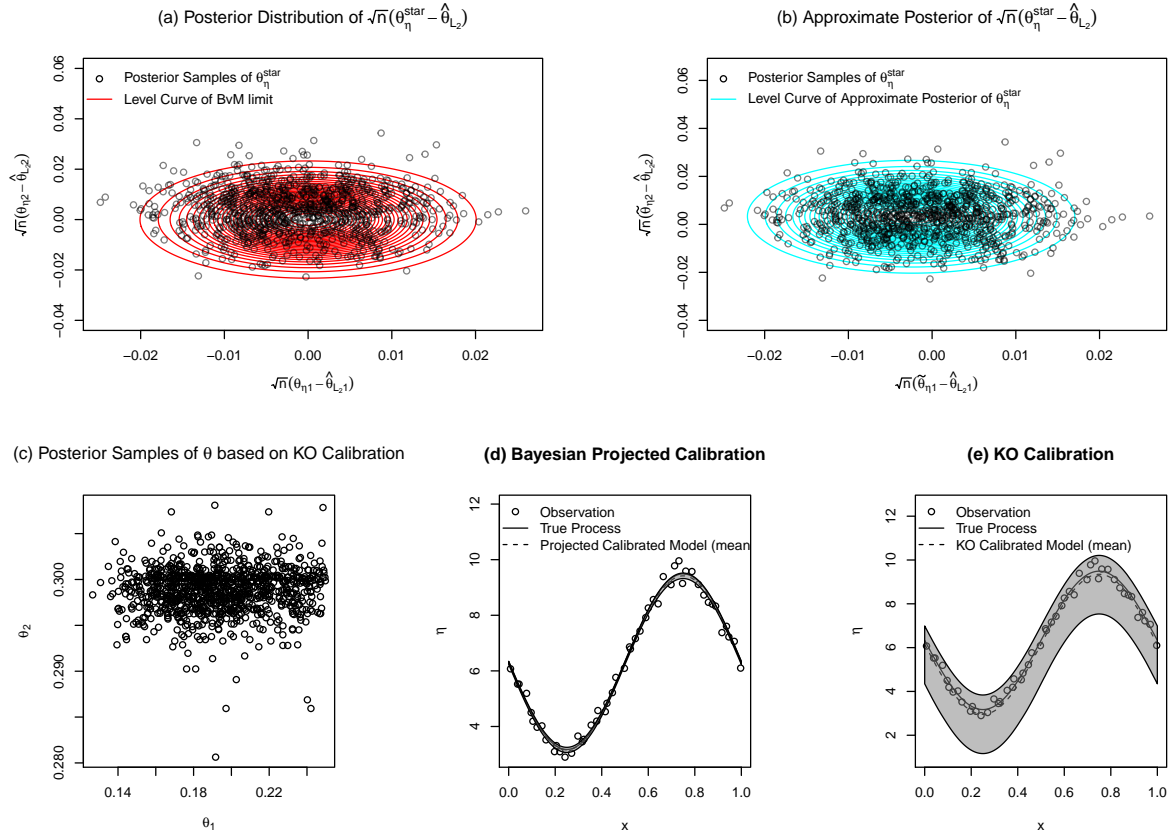 (a) Posterior Distribution of √n(θ_η^star − θ̂_L₂)
0.06
0.04
0.02
0.00
−0.02
−0.04
√n(θ_η2 − θ̂_L₂2)
Posterior Samples of θ_η^star
Level Curve of BvM limit
−0.02 −0.01 0.00 0.01 0.02
√n(θ_η1 − θ̂_L₂1)
(b) Approximate Posterior of √n(θ_η^star − θ̂_L₂)
0.06
0.04
0.02
0.00
−0.02
−0.04
√n(θ̃_η2 − θ̂_L₂2)
Posterior Samples of θ_η^star
Level Curve of Approximate Posterior of θ_η^star
−0.02 −0.01 0.00 0.01 0.02
√n(θ̃_η1 − θ̂_L₂1)
(c) Posterior Samples of θ based on KO Calibration
0.300
0.290
0.280
θ₂
0.14 0.18 0.22
θ₁
(d) Bayesian Projected Calibration
12
10
8
6
4
η
Observation
True Process
Projected Calibrated Model (mean
0.0 0.2 0.4 0.6 0.8 1.0
x
(e) KO Calibration
12
10
8
6
4
2
η
Observation
True Process
KO Calibrated Model (mean)
0.0 0.2 0.4 0.6 0.8 1.0
x